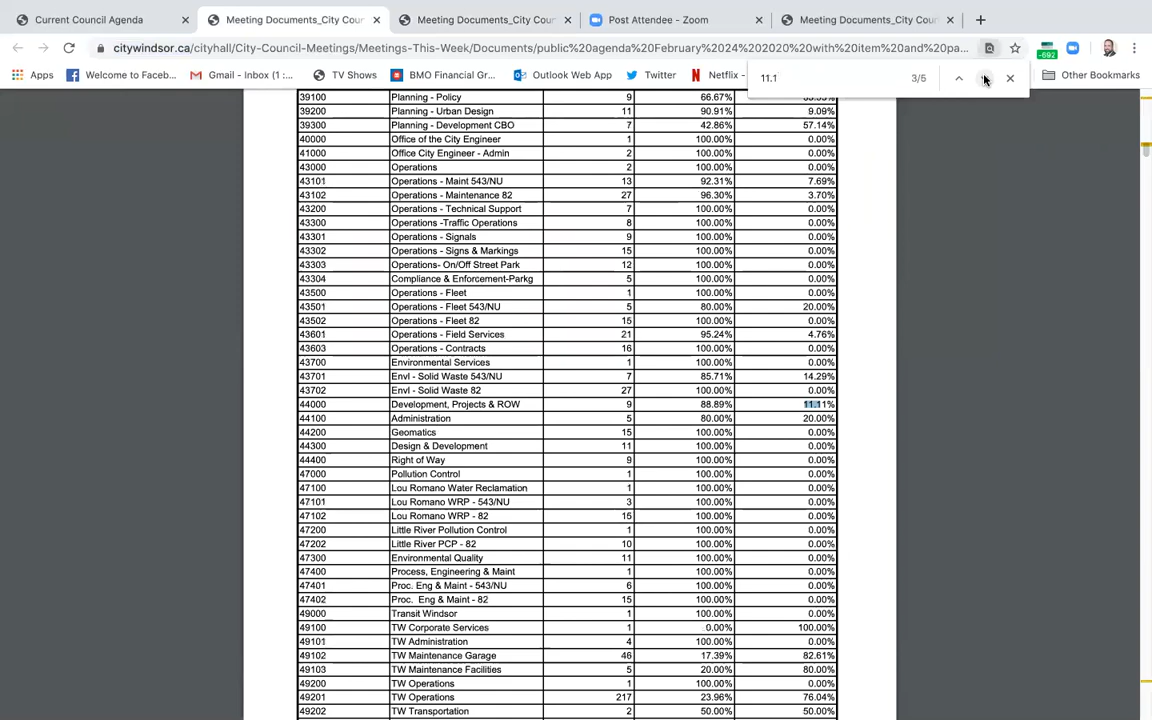 Current Council Agenda × Meeting Documents_City Cou × Meeting Documents_City Coun × Post Attendee - Zoom × Meeting Documents_City Coun × +
citywindsor.ca/cityhall/City-Council-Meetings/Meetings-This-Week/Documents/public%20agenda%20February%2024%202020%20with%20item%20and%20pa... -692
Apps Welcome to Faceb... Gmail - Inbox (1 :... TV Shows BMO Financial Gr... Outlook Web App Twitter Netflix - Other Bookmarks
11.1 3/5
39100 Planning - Policy 9 66.67%
39200 Planning - Urban Design 11 90.91% 9.09%
39300 Planning - Development CBO 7 42.86% 57.14%
40000 Office of the City Engineer 1 100.00% 0.00%
41000 Office City Engineer - Admin 2 100.00% 0.00%
43000 Operations 2 100.00% 0.00%
43101 Operations - Maint 543/NU 13 92.31% 7.69%
43102 Operations - Maintenance 82 27 96.30% 3.70%
43200 Operations - Technical Support 7 100.00% 0.00%
43300 Operations -Traffic Operations 8 100.00% 0.00%
43301 Operations - Signals 9 100.00% 0.00%
43302 Operations - Signs & Markings 15 100.00% 0.00%
43303 Operations- On/Off Street Park 12 100.00% 0.00%
43304 Compliance & Enforcement-Parkg 5 100.00% 0.00%
43500 Operations - Fleet 1 100.00% 0.00%
43501 Operations - Fleet 543/NU 5 80.00% 20.00%
43502 Operations - Fleet 82 15 100.00% 0.00%
43601 Operations - Field Services 21 95.24% 4.76%
43603 Operations - Contracts 16 100.00% 0.00%
43700 Environmental Services 1 100.00% 0.00%
43701 Envl - Solid Waste 543/NU 7 85.71% 14.29%
43702 Envl - Solid Waste 82 27 100.00% 0.00%
44000 Development, Projects & ROW 9 88.89% 11.11%
44100 Administration 5 80.00% 20.00%
44200 Geomatics 15 100.00% 0.00%
44300 Design & Development 11 100.00% 0.00%
44400 Right of Way 9 100.00% 0.00%
47000 Pollution Control 1 100.00% 0.00%
47100 Lou Romano Water Reclamation 1 100.00% 0.00%
47101 Lou Romano WRP - 543/NU 3 100.00% 0.00%
47102 Lou Romano WRP - 82 15 100.00% 0.00%
47200 Little River Pollution Control 1 100.00% 0.00%
47202 Little River PCP - 82 10 100.00% 0.00%
47300 Environmental Quality 11 100.00% 0.00%
47400 Process, Engineering & Maint 1 100.00% 0.00%
47401 Proc. Eng & Maint - 543/NU 6 100.00% 0.00%
47402 Proc. Eng & Maint - 82 15 100.00% 0.00%
49000 Transit Windsor 1 100.00% 0.00%
49100 TW Corporate Services 1 0.00% 100.00%
49101 TW Administration 4 100.00% 0.00%
49102 TW Maintenance Garage 46 17.39% 82.61%
49103 TW Maintenance Facilities 5 20.00% 80.00%
49200 TW Operations 1 100.00% 0.00%
49201 TW Operations 217 23.96% 76.04%
49202 TW Transportation 2 50.00% 50.00%